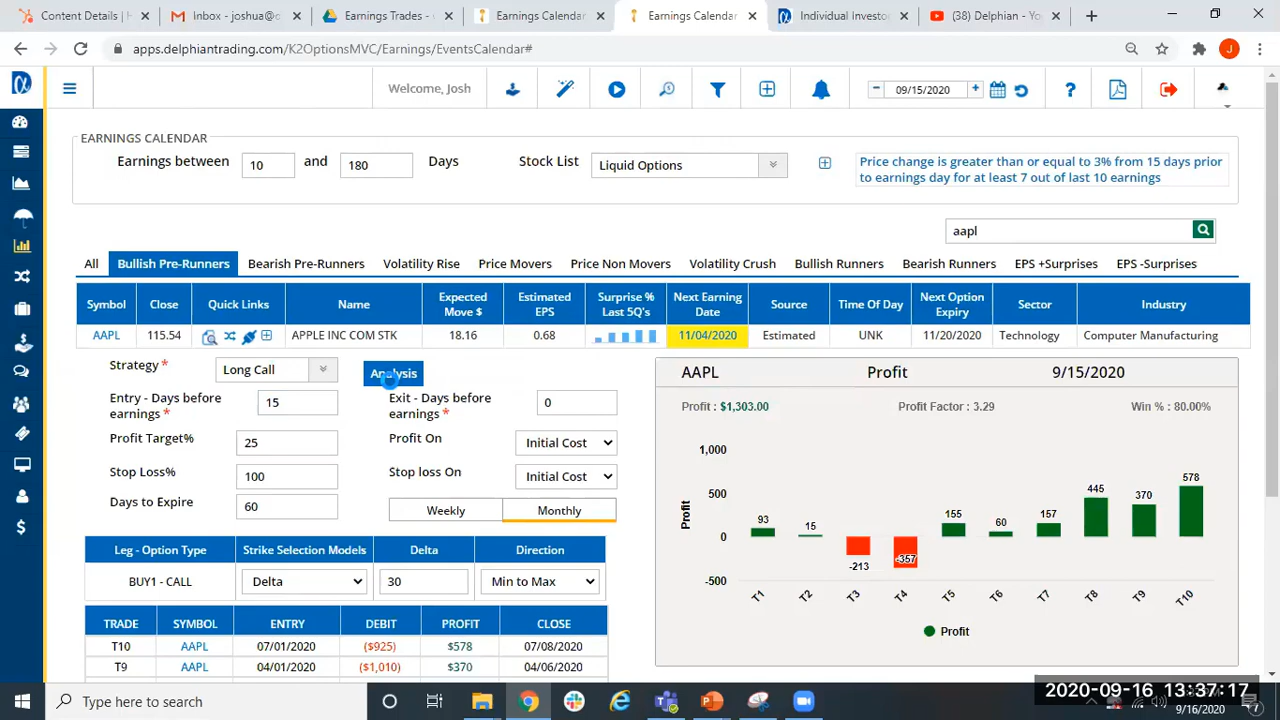 Content Details | H
Inbox - joshua@o
Earnings Trades - G
Earnings Calendar
Earnings Calendar
Individual Investor
(38) Delphian - Yo
apps.delphiantrading.com/K2OptionsMVC/Earnings/EventsCalendar#
Welcome, Josh
09/15/2020
EARNINGS CALENDAR
Earnings between 10 and 180 Days
Stock List Liquid Options
Price change is greater than or equal to 3% from 15 days prior
to earnings day for at least 7 out of last 10 earnings
aapl
All Bullish Pre-Runners Bearish Pre-Runners Volatility Rise Price Movers Price Non Movers Volatility Crush Bullish Runners Bearish Runners EPS +Surprises EPS -Surprises
Symbol Close Quick Links Name Expected Move $ Estimated EPS Surprise % Last 5Q's Next Earning Date Source Time Of Day Next Option Expiry Sector Industry
AAPL 115.54 APPLE INC COM STK 18.16 0.68 11/04/2020 Estimated UNK 11/20/2020 Technology Computer Manufacturing
Strategy * Long Call Analysis
Entry - Days before earnings * 15 Exit - Days before earnings * 0
Profit Target% 25 Profit On Initial Cost
Stop Loss% 100 Stop loss On Initial Cost
Days to Expire 60 Weekly Monthly
Leg - Option Type Strike Selection Models Delta Direction
BUY1 - CALL Delta 30 Min to Max
TRADE SYMBOL ENTRY DEBIT PROFIT CLOSE
T10 AAPL 07/01/2020 ($925) $578 07/08/2020
T9 AAPL 04/01/2020 ($1,010) $370 04/06/2020
AAPL Profit 9/15/2020
Profit : $1,303.00 Profit Factor : 3.29 Win % : 80.00%
Profit
1,000
500
0
-500
93 15 -213 -357 155 60 157 445 370 578
T1 T2 T3 T4 T5 T6 T7 T8 T9 T10
Profit
Type here to search
2020-09-16 13:37:17
9/16/2020